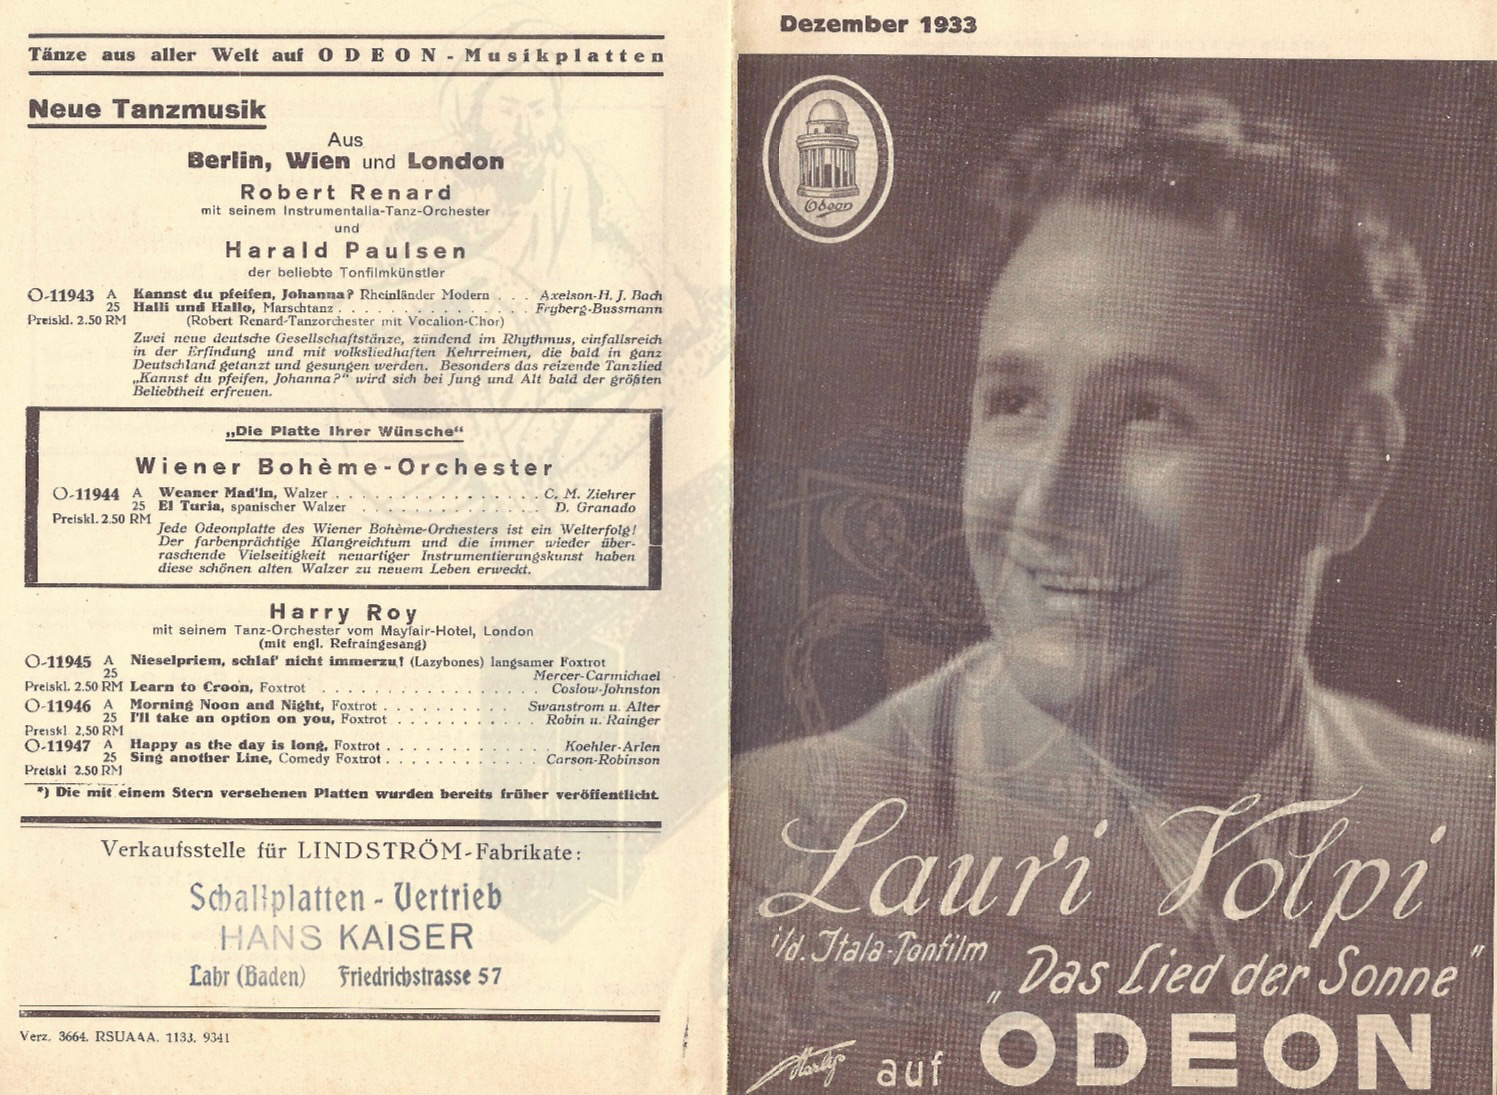 Tänze aus aller Welt auf ODEON-Musikplatten
Neue Tanzmusik
Aus
Berlin, Wien und London
Robert Renard
mit seinem Instrumentalia-Tanz-Orchester
und
Harald Paulsen
der beliebte Tonfilmkünstler
O-11943 A Kannst du pfeifen, Johanna? Rheinländer Modern . . . Axelson-H. J. Bach
25 Halli und Hallo, Marschtanz . . . . . . . . . . . . . . . Fryberg-Bussmann
Preiskl. 2.50 RM (Robert Renard-Tanzorchester mit Vocalion-Chor)
Zwei neue deutsche Gesellschaftstänze, zündend im Rhythmus, einfallsreich
in der Erfindung und mit volksliedhaften Kehrreimen, die bald in ganz
Deutschland getanzt und gesungen werden. Besonders das reizende Tanzlied
„Kannst du pfeifen, Johanna?“ wird sich bei Jung und Alt bald der größten
Beliebtheit erfreuen.
„Die Platte Ihrer Wünsche“
Wiener Bohème-Orchester
O-11944 A Weaner Mad'ln, Walzer . . . . . . . . . . . . . . . . C. M. Ziehrer
25 El Turia, spanischer Walzer . . . . . . . . . . . . . . . D. Granado
Preiskl. 2.50 RM
Jede Odeonplatte des Wiener Bohème-Orchesters ist ein Welterfolg!
Der farbenprächtige Klangreichtum und die immer wieder über-
raschende Vielseitigkeit neuartiger Instrumentierungskunst haben
diese schönen alten Walzer zu neuem Leben erweckt.
Harry Roy
mit seinem Tanz-Orchester vom Mayfair-Hotel, London
(mit engl. Refraingesang)
O-11945 A Nieselpriem, schlaf' nicht immerzu! (Lazybones) langsamer Foxtrot
25 Mercer-Carmichael
Preiskl. 2.50 RM Learn to Croon, Foxtrot . . . . . . . . . . . . . . . . . Coslow-Johnston
O-11946 A Morning Noon and Night, Foxtrot . . . . . . . . . . Swanstrom u. Alter
25 I'll take an option on you, Foxtrot . . . . . . . . . . Robin u. Rainger
Preiskl 2,50 RM
O-11947 A Happy as the day is long, Foxtrot . . . . . . . . . . . . Koehler-Arlen
25 Sing another Line, Comedy Foxtrot . . . . . . . . . . . Carson-Robinson
Preiskl 2.50 RM
*) Die mit einem Stern versehenen Platten wurden bereits früher veröffentlicht.
Verkaufsstelle für LINDSTRÖM-Fabrikate:
Schallplatten - Vertrieb
HANS KAISER
Lahr (Baden) Friedrichstrasse 57
Verz. 3664. RSUAAA. 1133. 9341
Dezember 1933
Odeon
Lauri Volpi
i/d. Itala-Tonfilm
„Das Lied der Sonne“
auf ODEON